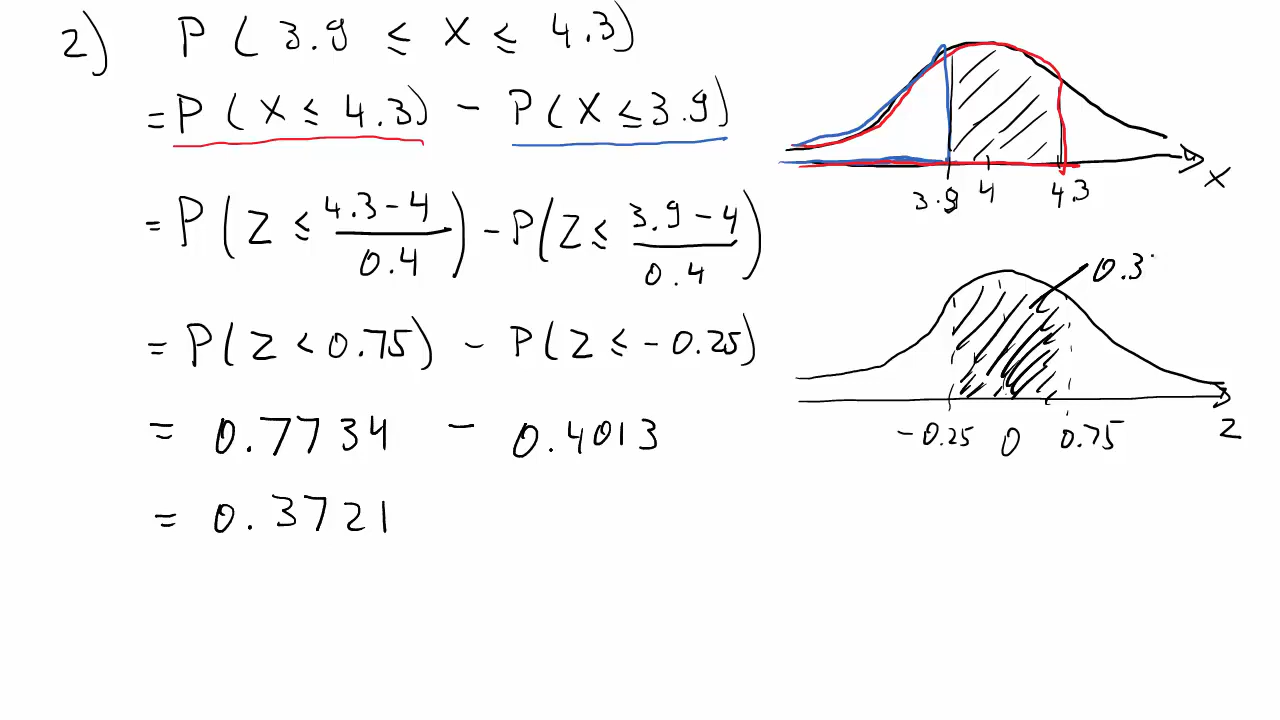 2) P ( 3.9 ≤ X ≤ 4.3)
= P ( X ≤ 4.3) - P( X ≤ 3.9)
= P ( Z ≤ (4.3 - 4)/0.4 ) - P( Z ≤ (3.9 - 4)/0.4 )
= P( Z < 0.75) - P( Z ≤ - 0.25)
= 0.7734 - 0.4013
= 0.3721
3.9 4 4.3 X
0.3
-0.25 0 0.75 Z